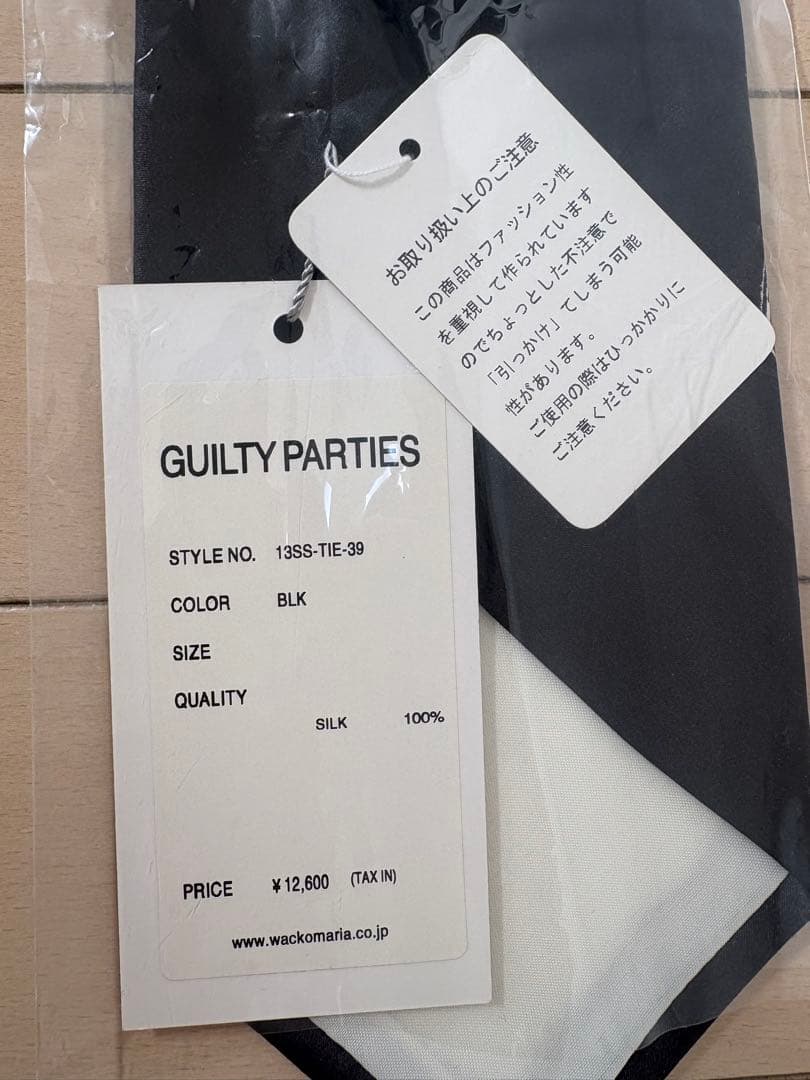 お取り扱い上のご注意
この商品はファッション性
を重視して作られています
のでちょっとした不注意で
「引っかけ」てしまう可能
性があります。
ご使用の際はひっかかりに
ご注意ください。
GUILTY PARTIES
STYLE NO. 13SS-TIE-39
COLOR BLK
SIZE
QUALITY
SILK 100%
PRICE ¥12,600 (TAX IN)
www.wackomaria.co.jp